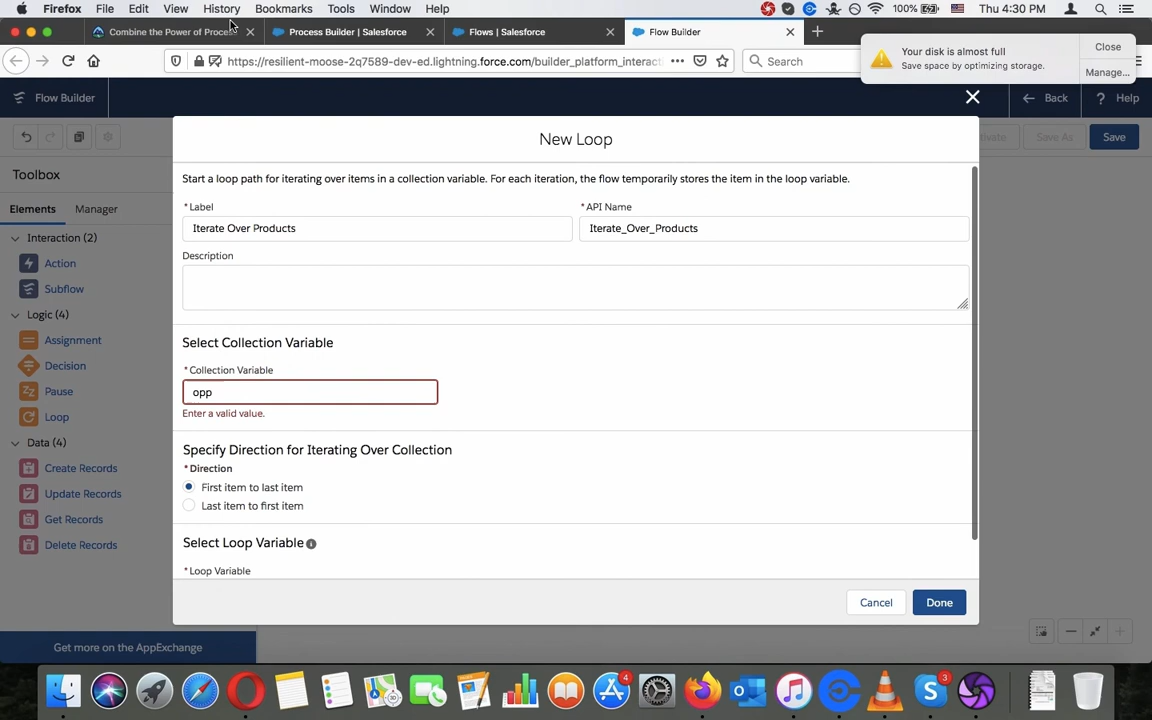 Firefox File Edit View History Bookmarks Tools Window Help 100% Thu 4:30 PM
Combine the Power of Proces
Process Builder | Salesforce
Flows | Salesforce
Flow Builder
https://resilient-moose-2q7589-dev-ed.lightning.force.com/builder_platform_interacti
Search
Your disk is almost full
Save space by optimizing storage.
Close
Manage...
Flow Builder
Back
? Help
Save As
Save
Toolbox
Elements
Manager
Interaction (2)
Action
Subflow
Logic (4)
Assignment
Decision
Pause
Loop
Data (4)
Create Records
Update Records
Get Records
Delete Records
Get more on the AppExchange
New Loop
Start a loop path for iterating over items in a collection variable. For each iteration, the flow temporarily stores the item in the loop variable.
* Label
Iterate Over Products
* API Name
Iterate_Over_Products
Description
Select Collection Variable
* Collection Variable
opp
Enter a valid value.
Specify Direction for Iterating Over Collection
* Direction
First item to last item
Last item to first item
Select Loop Variable
* Loop Variable
Cancel
Done
4
3